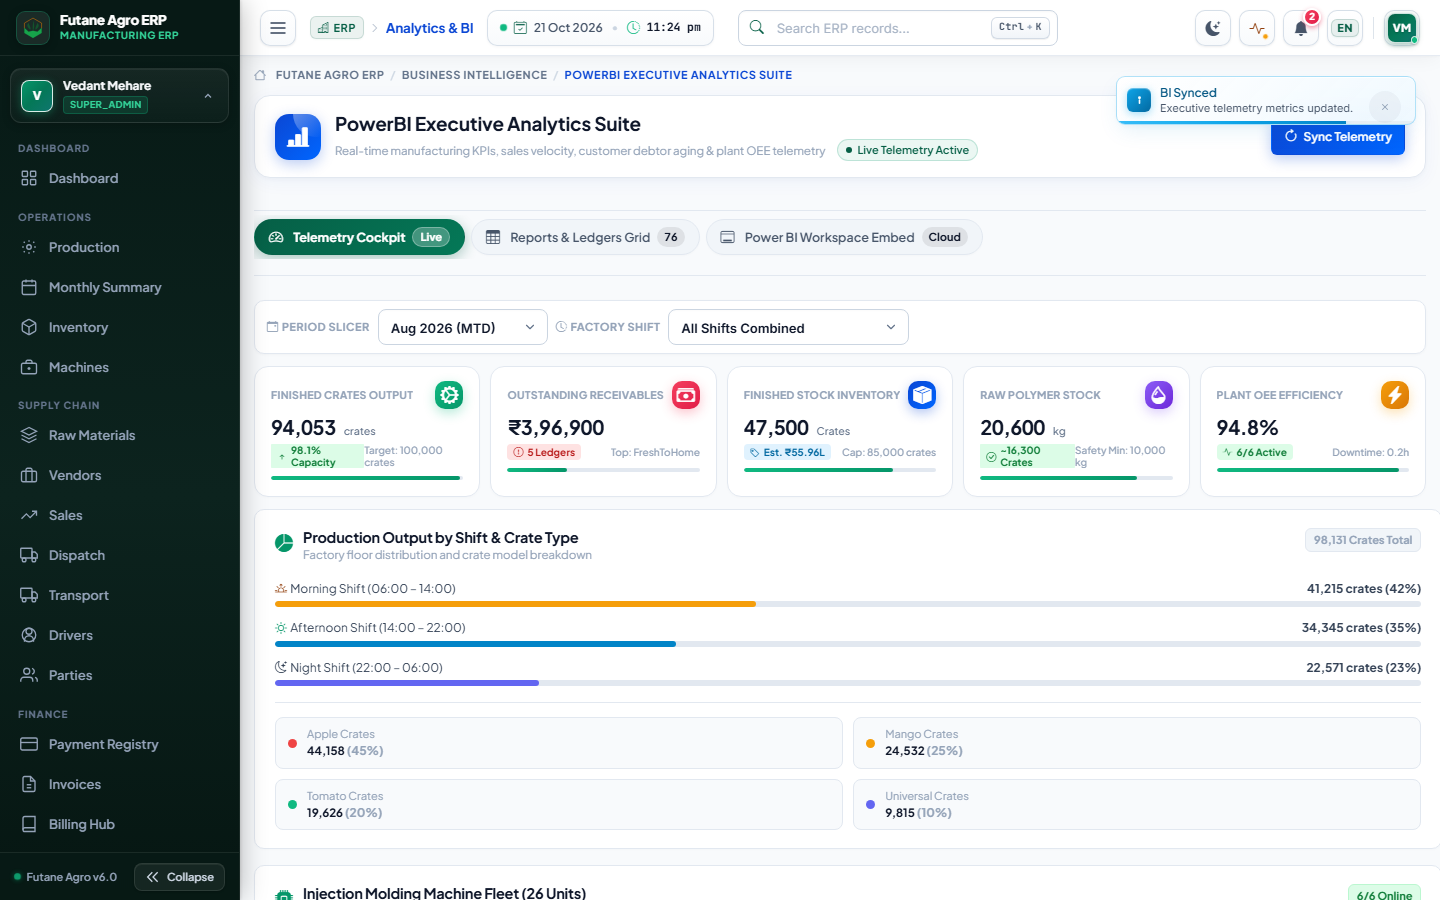 Futane Agro ERP
MANUFACTURING ERP
V
Vedant Mehare
SUPER_ADMIN
DASHBOARD
Dashboard
OPERATIONS
Production
Monthly Summary
Inventory
Machines
SUPPLY CHAIN
Raw Materials
Vendors
Sales
Dispatch
Transport
Drivers
Parties
FINANCE
Payment Registry
Invoices
Billing Hub
Futane Agro v6.0
Collapse
ERP
Analytics & BI
21 Oct 2026
11:24 pm
Search ERP records...
Ctrl+K
2
EN
VM
FUTANE AGRO ERP / BUSINESS INTELLIGENCE / POWERBI EXECUTIVE ANALYTICS SUITE
BI Synced
Executive telemetry metrics updated.
×
PowerBI Executive Analytics Suite
Real-time manufacturing KPIs, sales velocity, customer debtor aging & plant OEE telemetry
Live Telemetry Active
Sync Telemetry
Telemetry Cockpit Live
Reports & Ledgers Grid 76
Power BI Workspace Embed Cloud
PERIOD SLICER
Aug 2026 (MTD)
FACTORY SHIFT
All Shifts Combined
FINISHED CRATES OUTPUT
94,053 crates
98.1% Capacity
Target: 100,000 crates
OUTSTANDING RECEIVABLES
₹3,96,900
5 Ledgers
Top: FreshToHome
FINISHED STOCK INVENTORY
47,500 Crates
Est. ₹55.96L
Cap: 85,000 crates
RAW POLYMER STOCK
20,600 kg
~16,300 Crates
Safety Min: 10,000 kg
PLANT OEE EFFICIENCY
94.8%
6/6 Active
Downtime: 0.2h
Production Output by Shift & Crate Type
Factory floor distribution and crate model breakdown
98,131 Crates Total
Morning Shift (06:00 – 14:00)
41,215 crates (42%)
Afternoon Shift (14:00 – 22:00)
34,345 crates (35%)
Night Shift (22:00 – 06:00)
22,571 crates (23%)
Apple Crates
44,158 (45%)
Mango Crates
24,532 (25%)
Tomato Crates
19,626 (20%)
Universal Crates
9,815 (10%)
Injection Molding Machine Fleet (26 Units)
6/6 Online